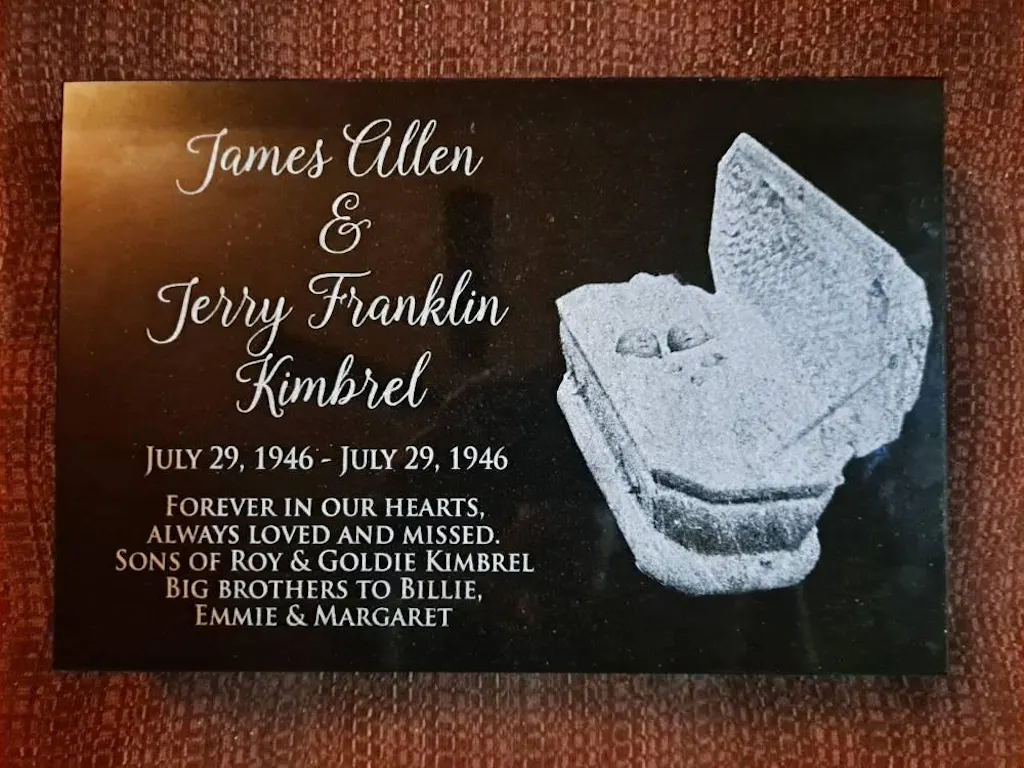 James Allen
&
Jerry Franklin
Kimbrel
July 29, 1946 - July 29, 1946
Forever in our hearts,
always loved and missed.
Sons of Roy & Goldie Kimbrel
Big brothers to Billie,
Emmie & Margaret